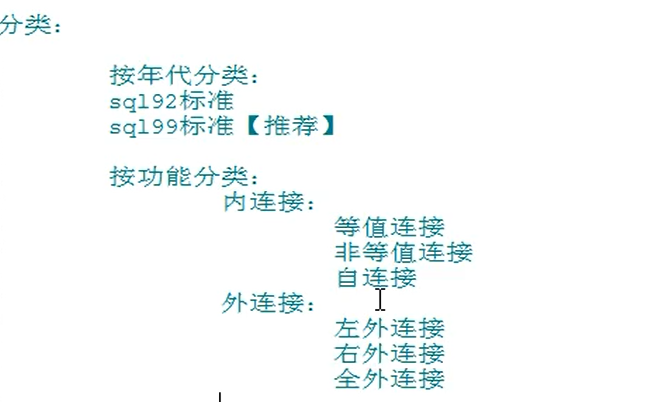 分类：
按年代分类：
sql92标准
sql99标准【推荐】
按功能分类：
内连接：
等值连接
非等值连接
自连接
外连接：
左外连接
右外连接
全外连接